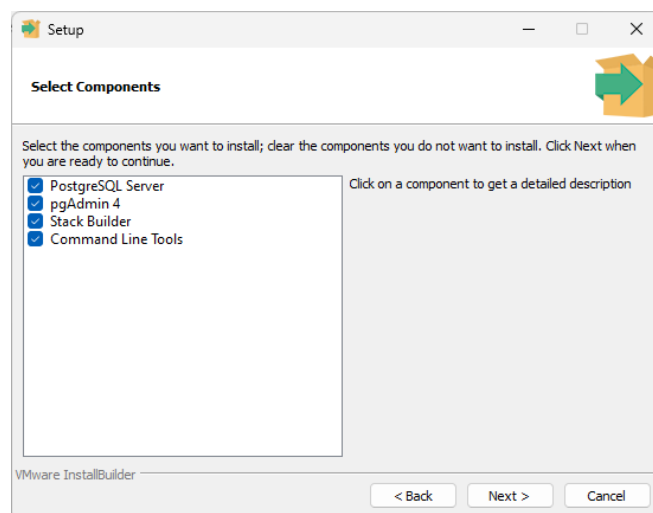 Setup
Select Components
Select the components you want to install; clear the components you do not want to install. Click Next when
you are ready to continue.
PostgreSQL Server
pgAdmin 4
Stack Builder
Command Line Tools
Click on a component to get a detailed description
VMware InstallBuilder
< Back
Next >
Cancel